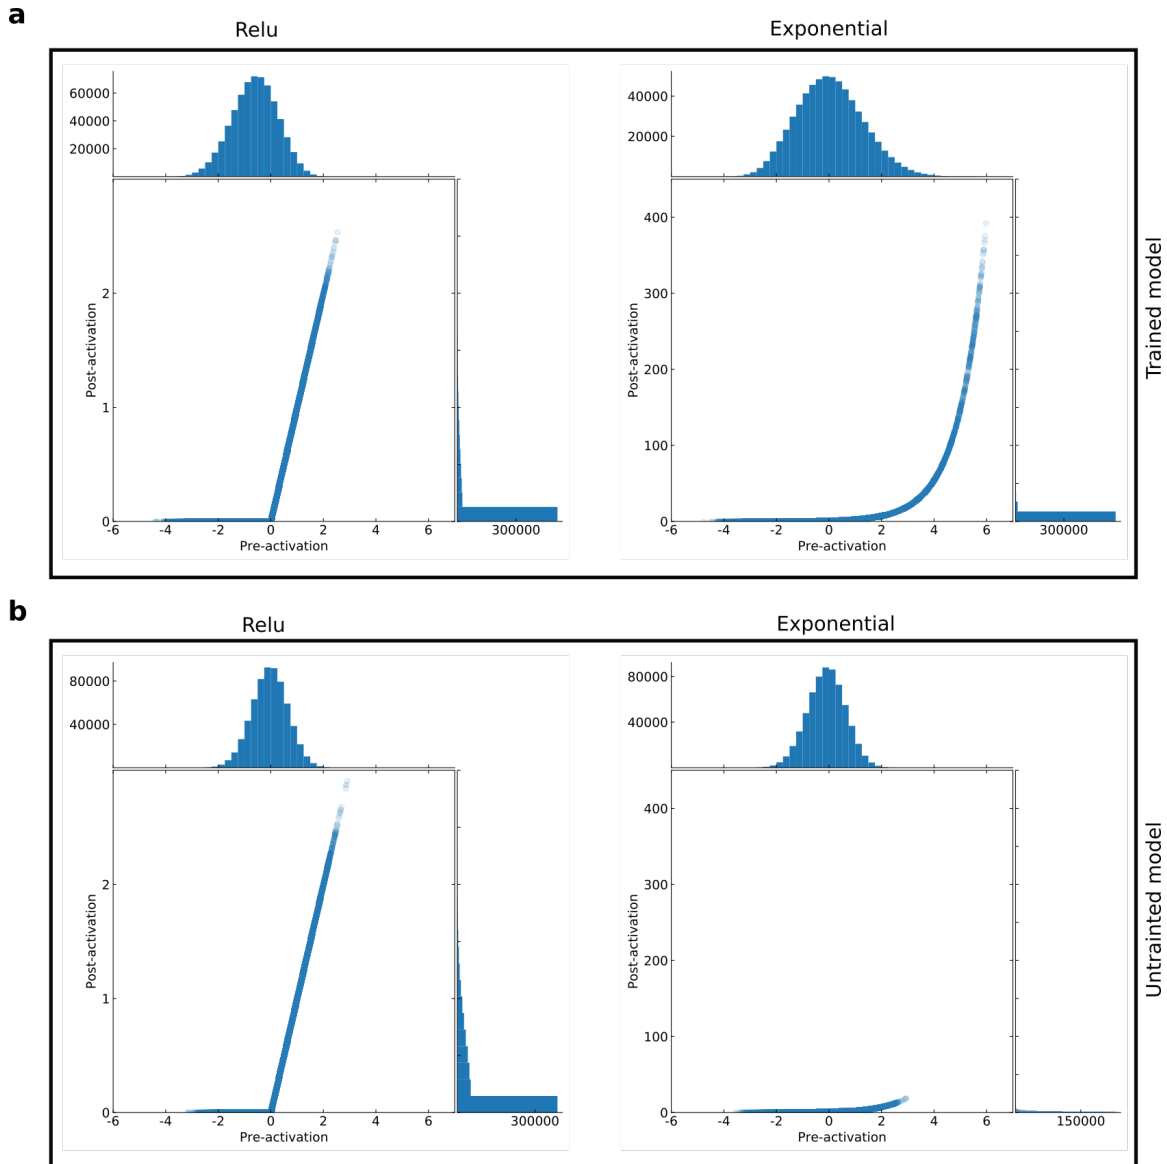 a
Relu
Exponential
60000
40000
20000
40000
20000
Post-activation
2
1
0
-6 -4 -2 0 2 4 6
Pre-activation
300000
Post-activation
400
300
200
100
0
-6 -4 -2 0 2 4 6
Pre-activation
300000
Trained model
b
Relu
Exponential
80000
40000
80000
40000
Post-activation
2
1
0
-6 -4 -2 0 2 4 6
Pre-activation
300000
Post-activation
400
300
200
100
0
-6 -4 -2 0 2 4 6
Pre-activation
150000
Untrainted model